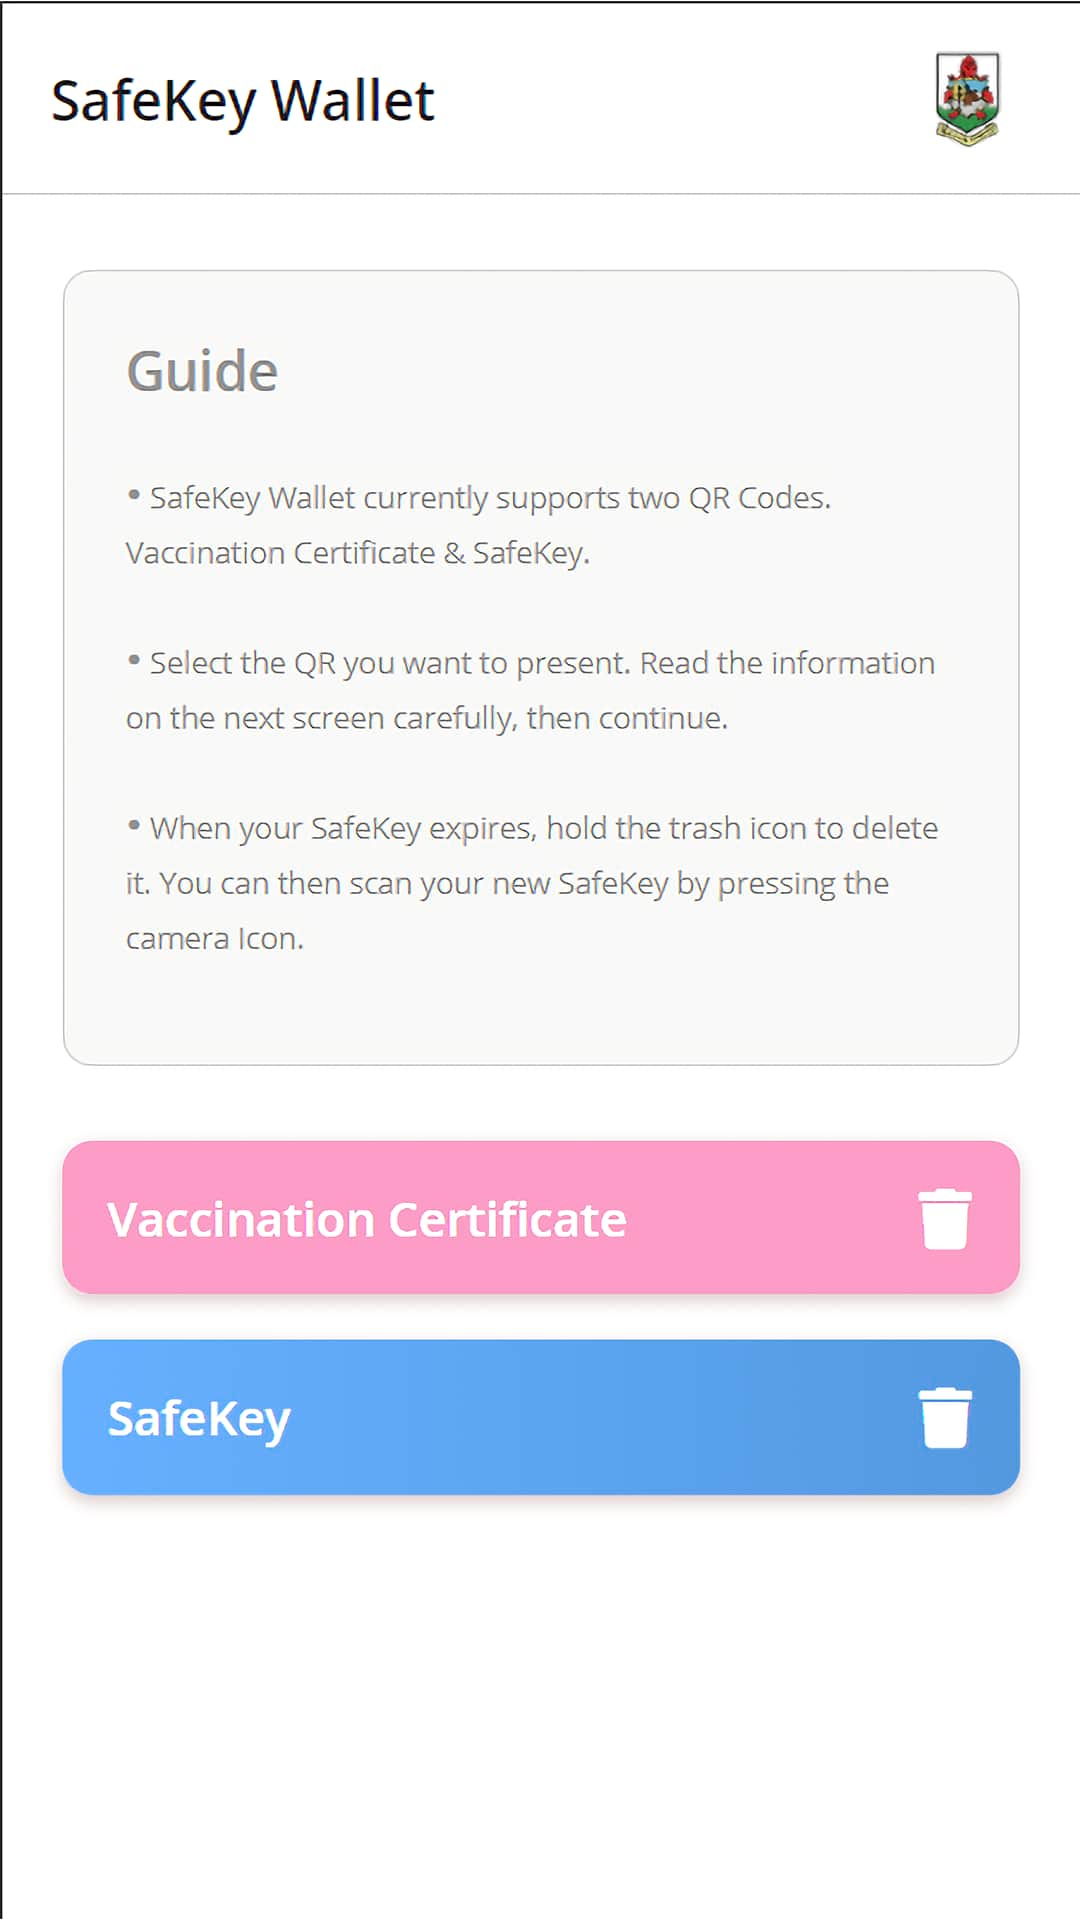 SafeKey Wallet
Guide
• SafeKey Wallet currently supports two QR Codes.
Vaccination Certificate & SafeKey.
• Select the QR you want to present. Read the information
on the next screen carefully, then continue.
• When your SafeKey expires, hold the trash icon to delete
it. You can then scan your new SafeKey by pressing the
camera Icon.
Vaccination Certificate
SafeKey